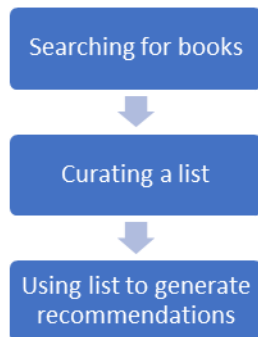 Searching for books
Curating a list
Using list to generate
recommendations